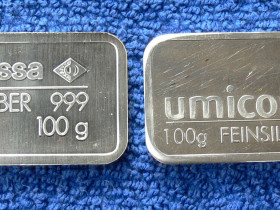 ssa
BER 999
100 g
umico
100g FEINSIL